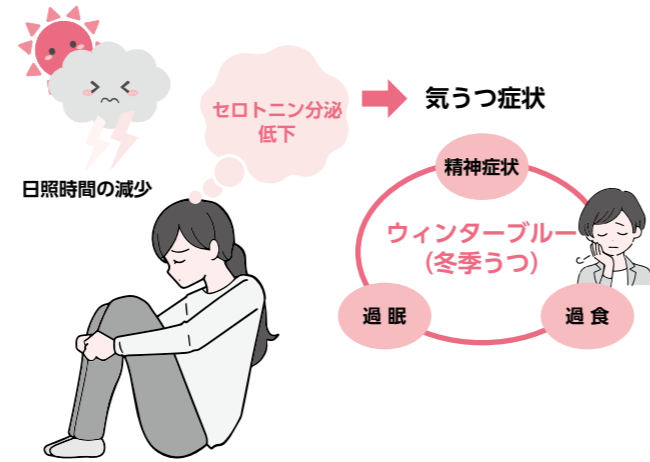 セロトニン分泌
低下
気うつ症状
日照時間の減少
精神症状
ウィンターブルー
(冬季うつ)
過 眠
過 食